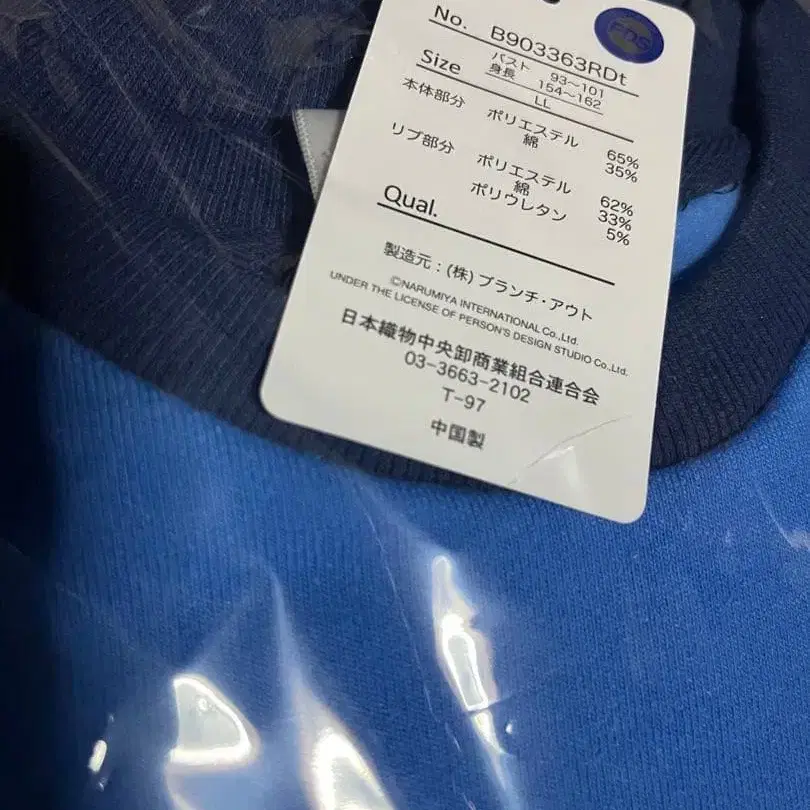 No. B903363RDt
PDS
Size バスト 93～101
身長 154～162
LL
本体部分 ポリエステル 65%
綿 35%
リブ部分 ポリエステル 62%
綿 33%
ポリウレタン 5%
Qual.
製造元：(株)ブランチ・アウト
©NARUMIYA INTERNATIONAL Co.,Ltd.
UNDER THE LICENSE OF PERSON'S DESIGN STUDIO Co.,Ltd.
日本織物中央卸商業組合連合会
03-3663-2102
T-97
中国製